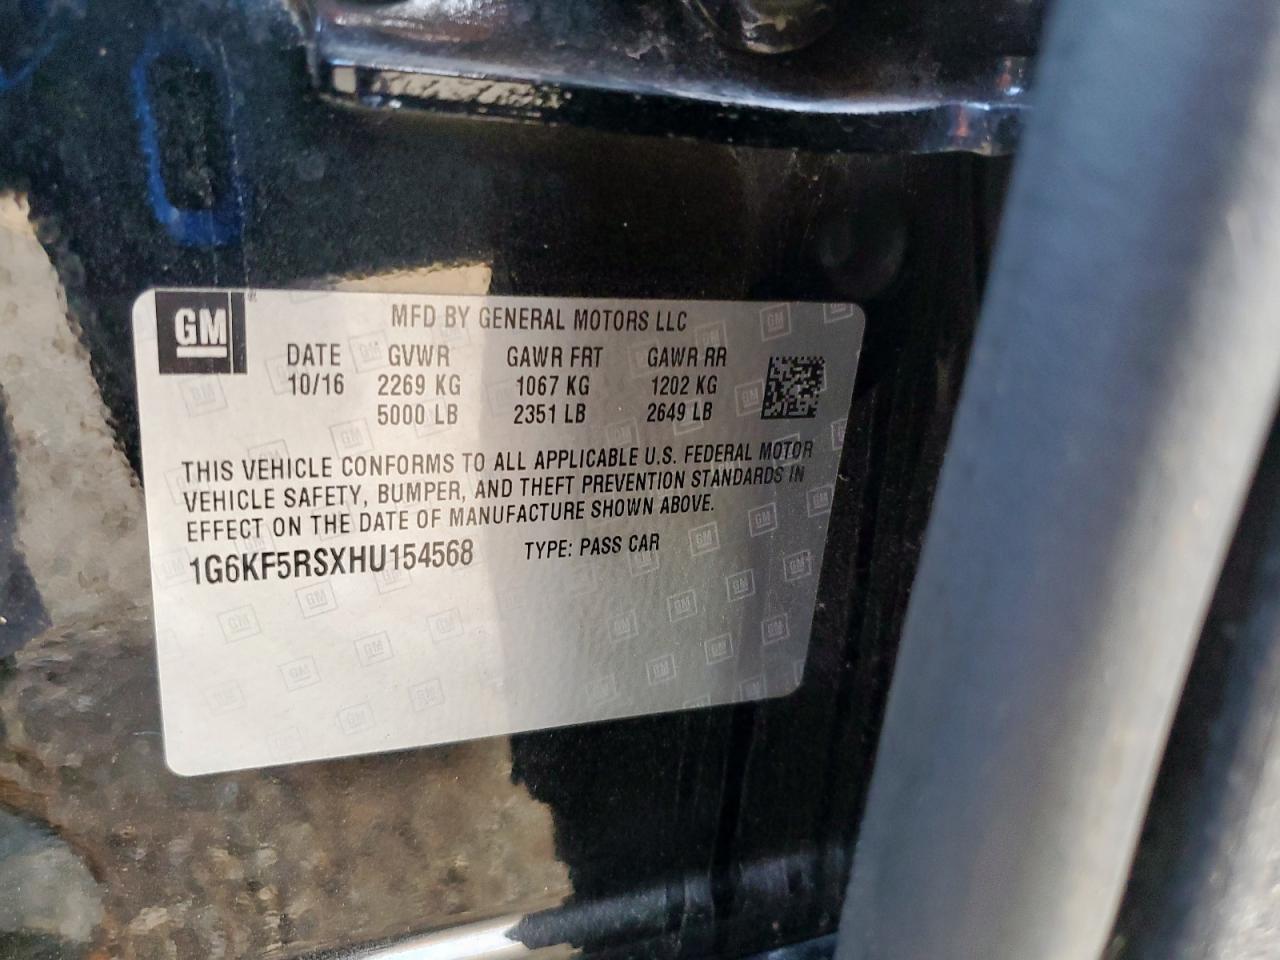 GM
MFD BY GENERAL MOTORS LLC
DATE GVWR GAWR FRT GAWR RR
10/16 2269 KG 1067 KG 1202 KG
5000 LB 2351 LB 2649 LB
THIS VEHICLE CONFORMS TO ALL APPLICABLE U.S. FEDERAL MOTOR
VEHICLE SAFETY, BUMPER, AND THEFT PREVENTION STANDARDS IN
EFFECT ON THE DATE OF MANUFACTURE SHOWN ABOVE.
1G6KF5RSXHU154568 TYPE: PASS CAR